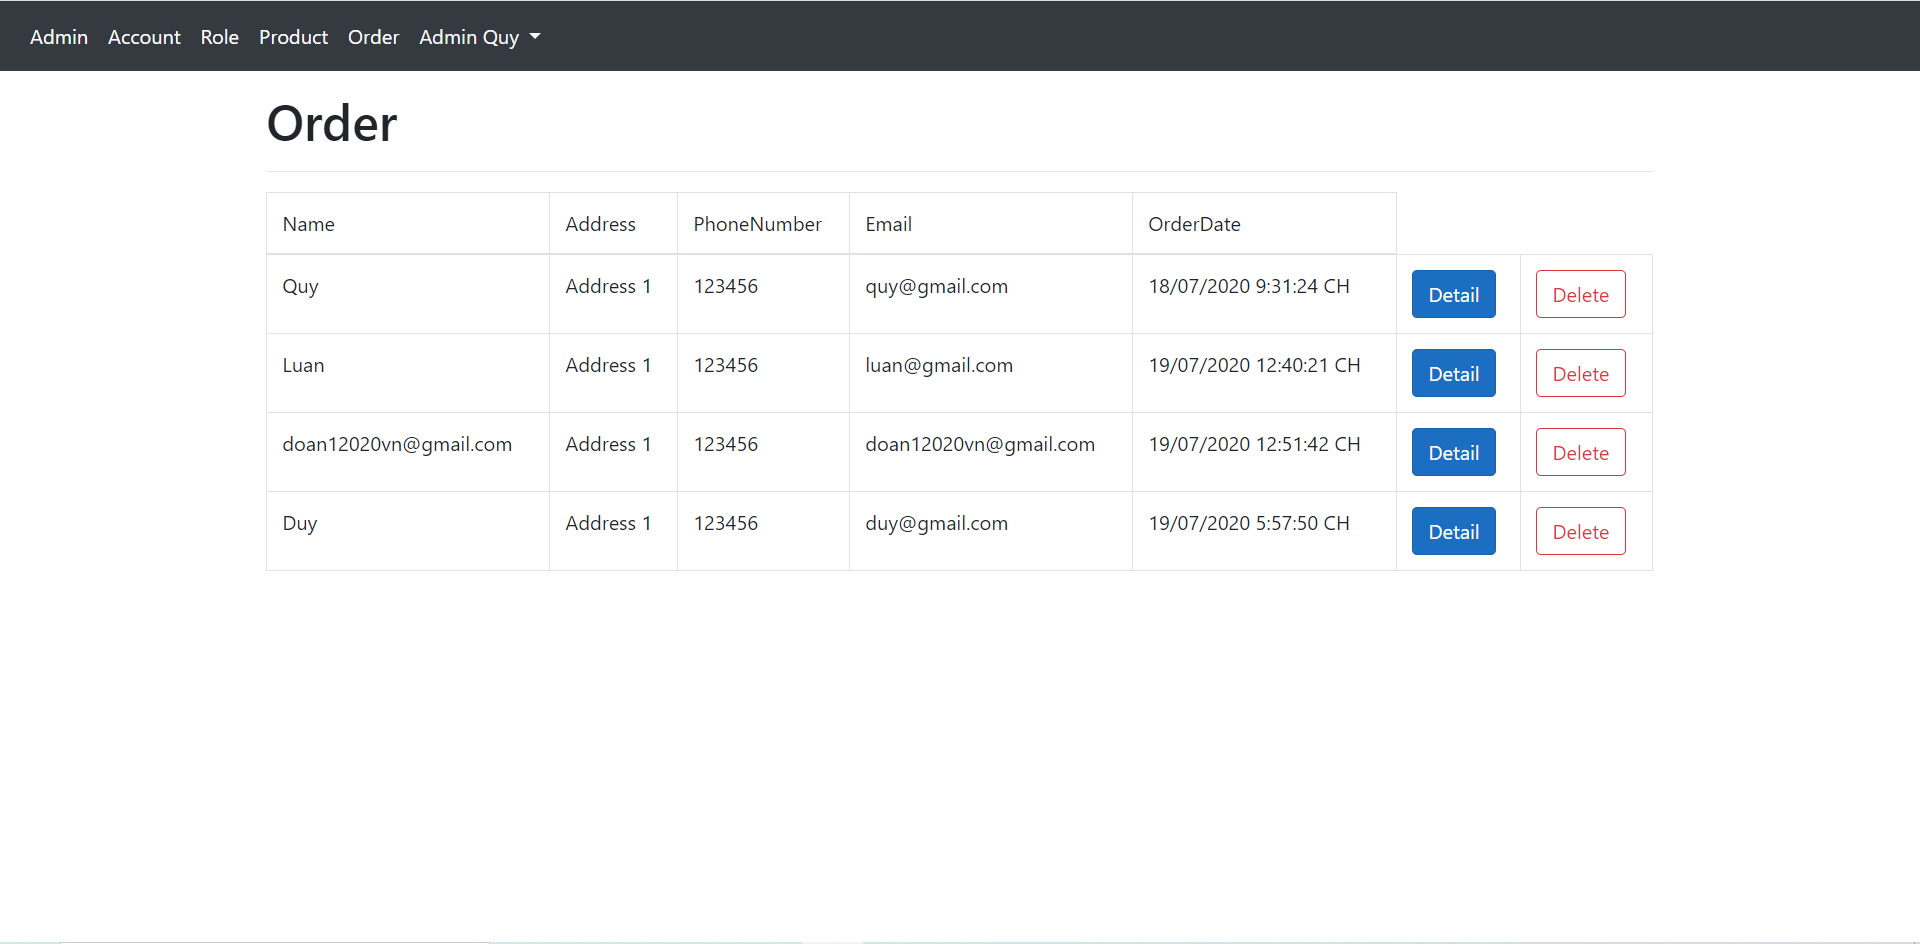 Admin Account Role Product Order Admin Quy
Order
Name Address PhoneNumber Email OrderDate
Quy Address 1 123456 quy@gmail.com 18/07/2020 9:31:24 CH Detail Delete
Luan Address 1 123456 luan@gmail.com 19/07/2020 12:40:21 CH Detail Delete
doan12020vn@gmail.com Address 1 123456 doan12020vn@gmail.com 19/07/2020 12:51:42 CH Detail Delete
Duy Address 1 123456 duy@gmail.com 19/07/2020 5:57:50 CH Detail Delete